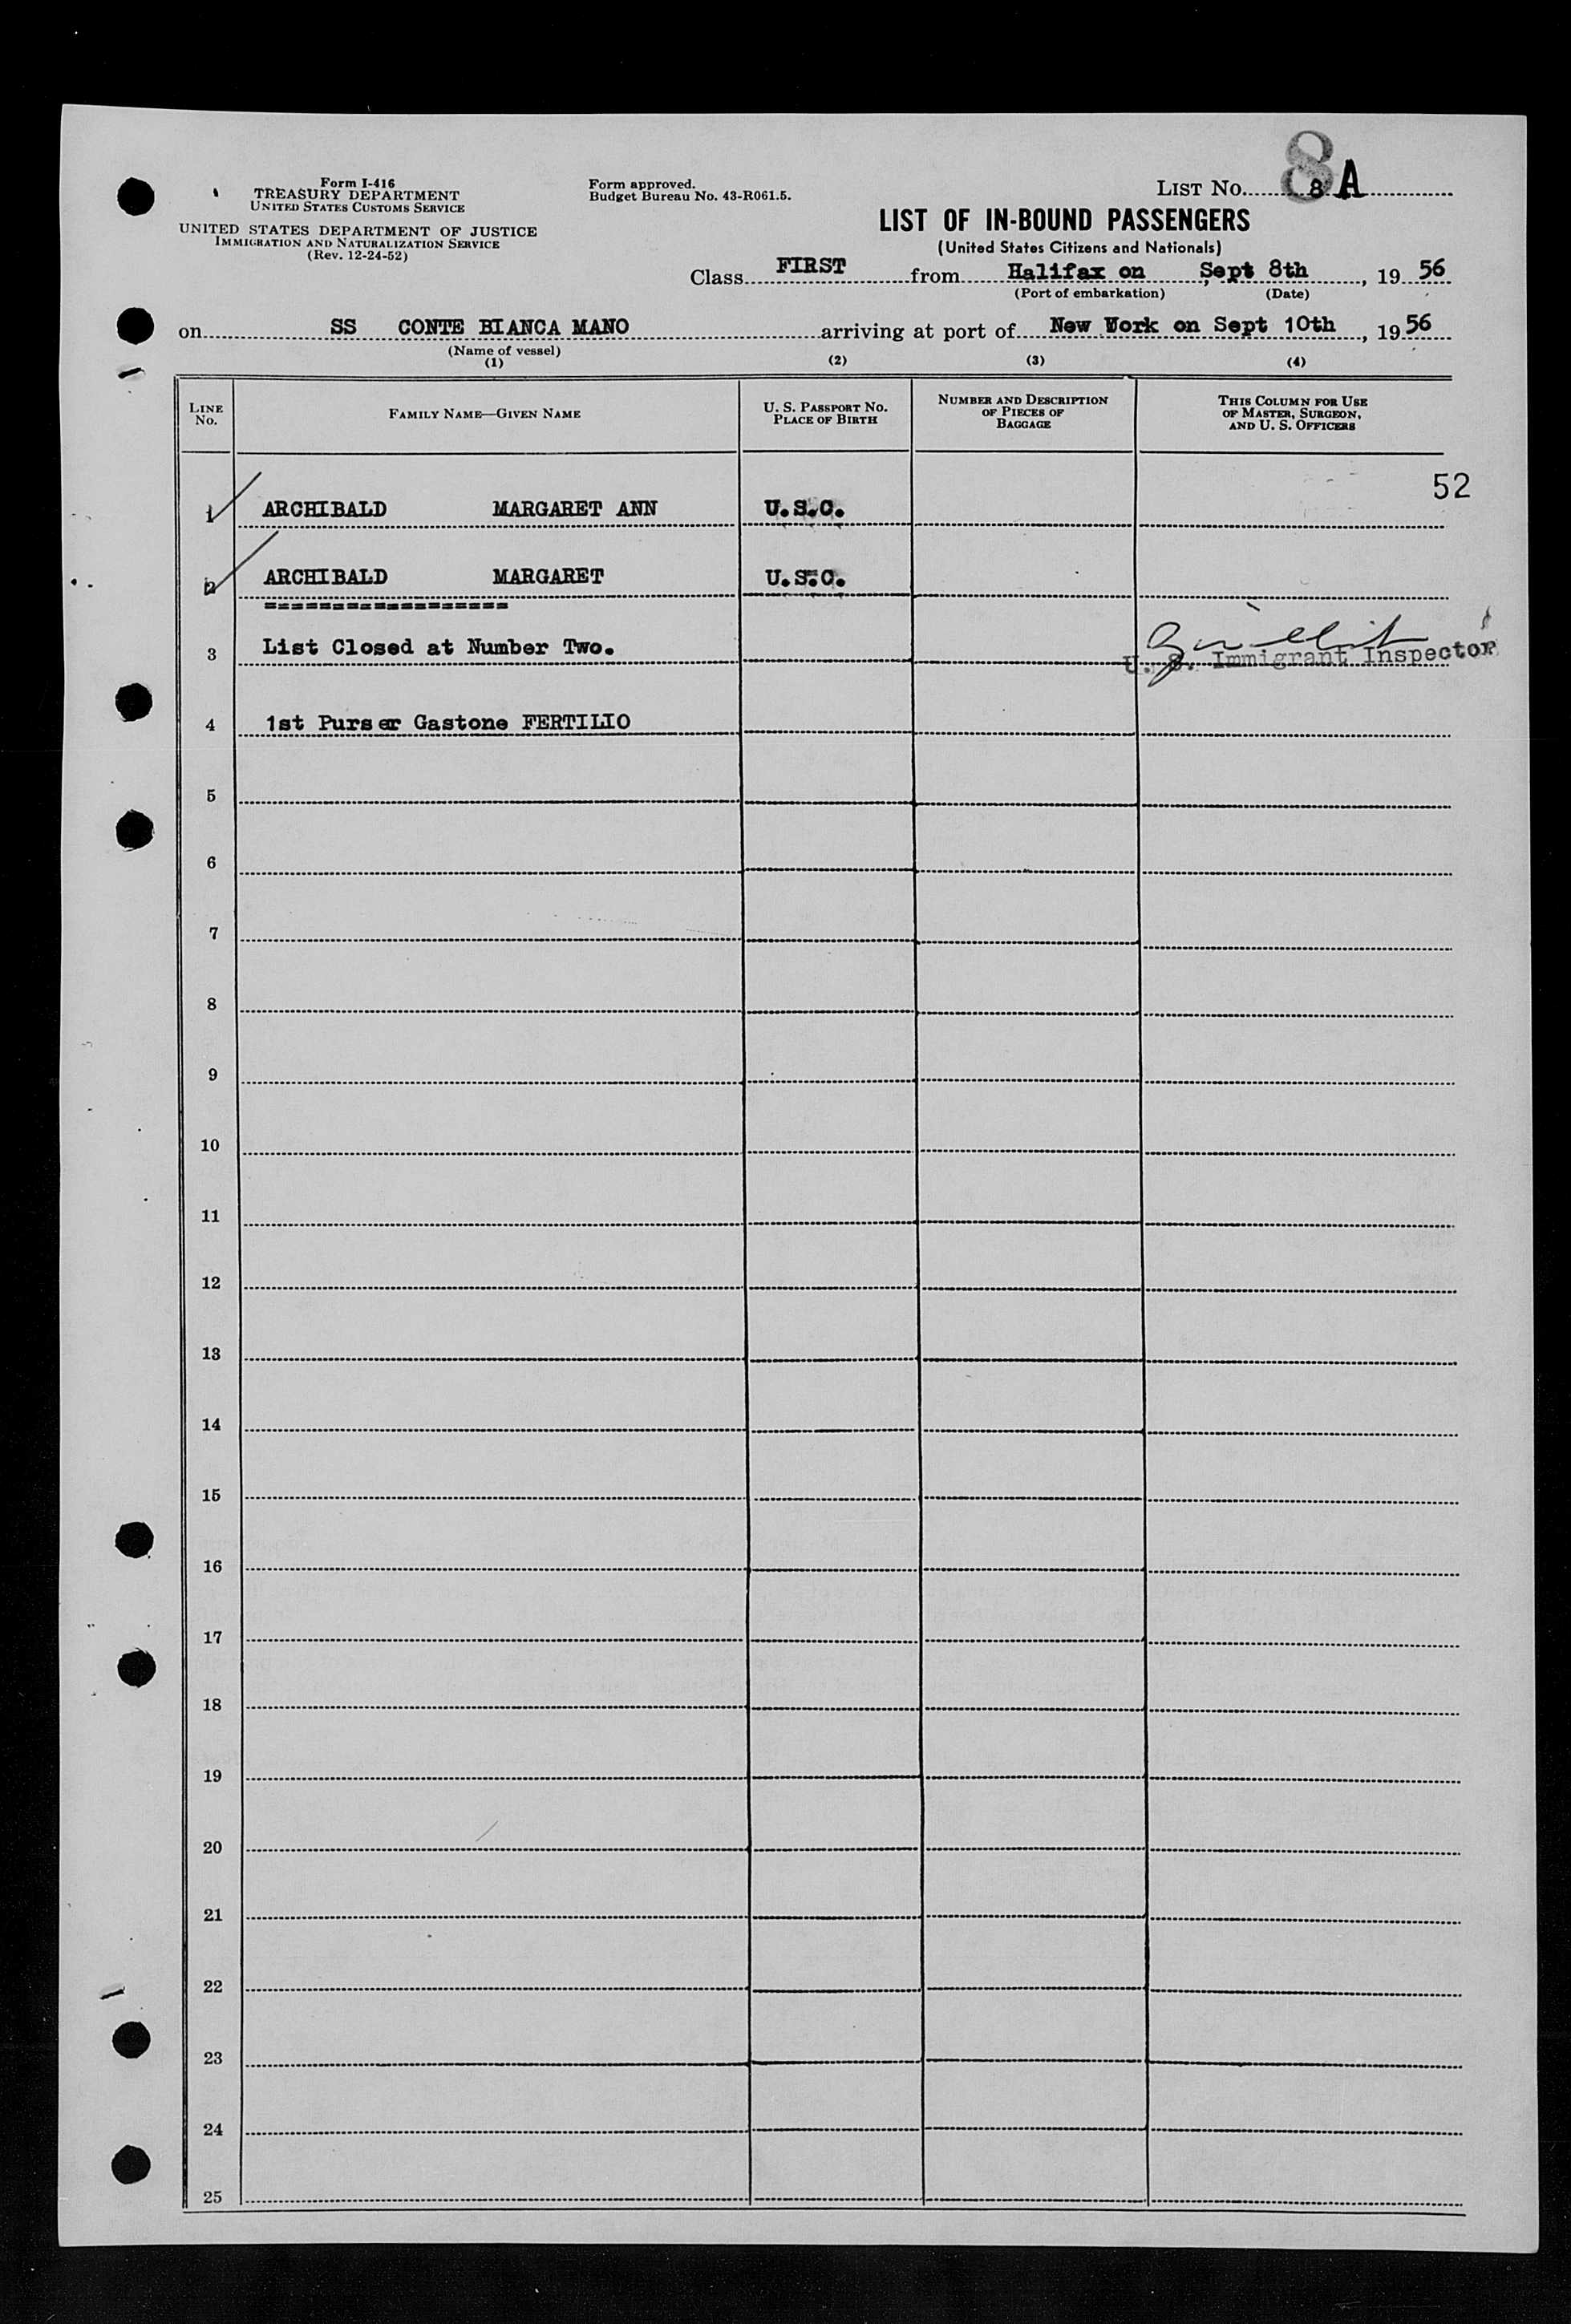 8
Form I-416
TREASURY DEPARTMENT
UNITED STATES CUSTOMS SERVICE
UNITED STATES DEPARTMENT OF JUSTICE
IMMIGRATION AND NATURALIZATION SERVICE
(Rev. 12-24-52)
Form approved.
Budget Bureau No. 43-R061.5.
LIST No. 8 A
LIST OF IN-BOUND PASSENGERS
(United States Citizens and Nationals)
Class FIRST from Halifax on Sept 8th, 19 56
(Port of embarkation) (Date)
on SS CONTE BIANCA MANO arriving at port of New Work on Sept 10th, 19 56
(Name of vessel)
(1) (2) (3) (4)
LINE No. FAMILY NAME—GIVEN NAME U. S. PASSPORT NO. PLACE OF BIRTH NUMBER AND DESCRIPTION OF PIECES OF BAGGAGE THIS COLUMN FOR USE OF MASTER, SURGEON, AND U. S. OFFICERS
52
1 ARCHIBALD MARGARET ANN U.S.C.
2 ARCHIBALD MARGARET U.S.C.
==================
3 List Closed at Number Two. U. S. Immigrant Inspector
4 1st Purser Gastone FERTILIO
5
6
7
8
9
10
11
12
13
14
15
16
17
18
19
20
21
22
23
24
25